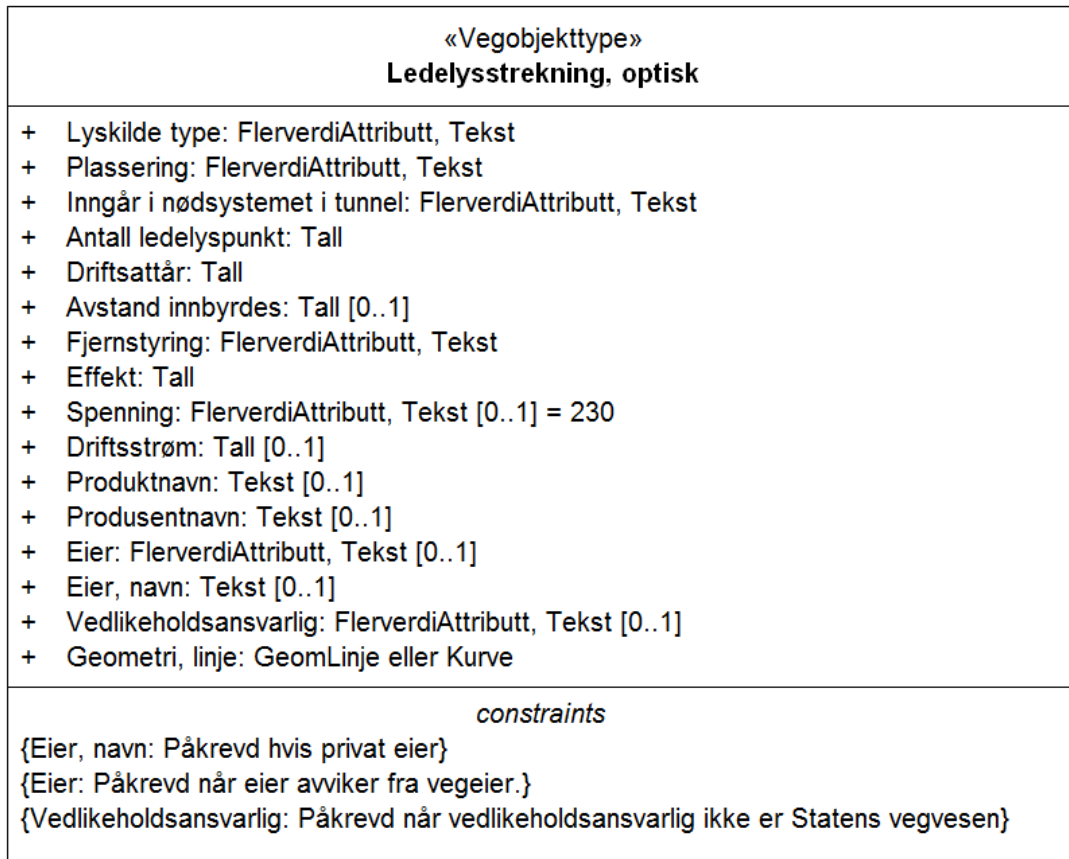 «Vegobjekttype»
Ledelysstrekning, optisk
+ Lyskilde type: FlerverdiAttributt, Tekst
+ Plassering: FlerverdiAttributt, Tekst
+ Inngår i nødsystemet i tunnel: FlerverdiAttributt, Tekst
+ Antall ledelyspunkt: Tall
+ Driftsattår: Tall
+ Avstand innbyrdes: Tall [0..1]
+ Fjernstyring: FlerverdiAttributt, Tekst
+ Effekt: Tall
+ Spenning: FlerverdiAttributt, Tekst [0..1] = 230
+ Driftsstrøm: Tall [0..1]
+ Produktnavn: Tekst [0..1]
+ Produsentnavn: Tekst [0..1]
+ Eier: FlerverdiAttributt, Tekst [0..1]
+ Eier, navn: Tekst [0..1]
+ Vedlikeholdsansvarlig: FlerverdiAttributt, Tekst [0..1]
+ Geometri, linje: GeomLinje eller Kurve
constraints
{Eier, navn: Påkrevd hvis privat eier}
{Eier: Påkrevd når eier avviker fra vegeier.}
{Vedlikeholdsansvarlig: Påkrevd når vedlikeholdsansvarlig ikke er Statens vegvesen}